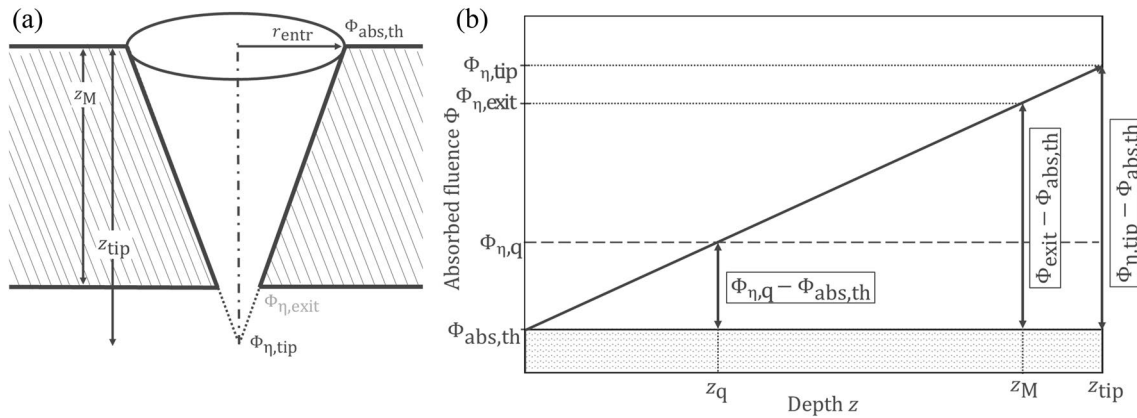 (a)
r_entr
Φ_abs,th
z_M
z_tip
Φ_η,exit
Φ_η,tip
(b)
Absorbed fluence Φ
Φ_η,tip
Φ_η,exit
Φ_η,q
Φ_abs,th
Φ_η,q − Φ_abs,th
Φ_exit − Φ_abs,th
Φ_η,tip − Φ_abs,th
z_q
z_M
z_tip
Depth z